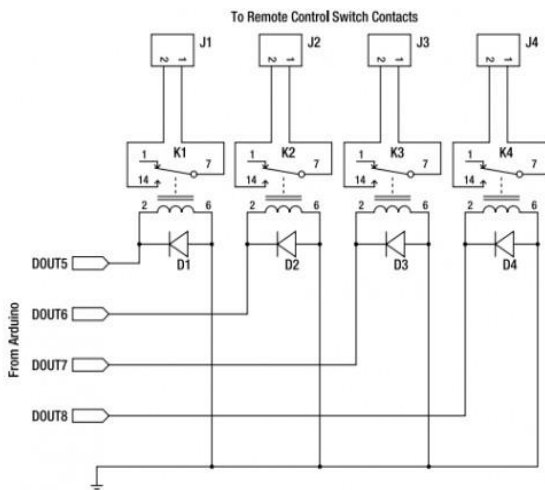 To Remote Control Switch Contacts
J1 J2 J3 J4
2 1 2 1 2 1 2 1
K1 K2 K3 K4
1 7 1 7 1 7 1 7
14 14 14 14
2 6 2 6 2 6 2 6
D1 D2 D3 D4
DOUT5
DOUT6
DOUT7
DOUT8
From Arduino